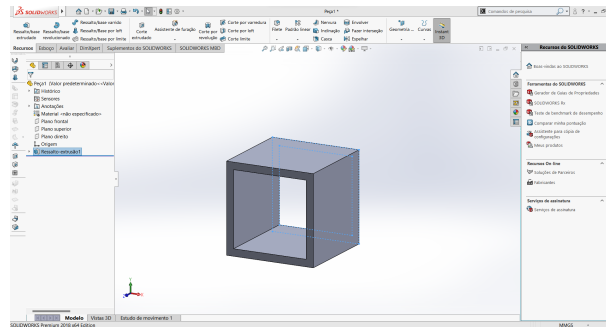 SOLIDWORKS
Peça1 *
Comandos de pesquisa
Ressalto/base extrudado
Ressalto/base revolucionado
Ressalto/base varrido
Ressalto/base por loft
Ressalto/base limite
Corte extrudado
Assistente de furação
Corte por revolução
Corte por varredura
Corte por loft
Corte limite
Filete
Padrão linear
Nervura
Inclinação
Casca
Envolver
Fazer interseção
Espelhar
Geometria ...
Curvas
Instant 3D
Recursos
Esboço
Avaliar
DimXpert
Suplementos do SOLIDWORKS
SOLIDWORKS MBD
Peça1 (Valor predeterminado<<Valor
Histórico
Sensores
Anotações
Material <não especificado>
Plano frontal
Plano superior
Plano direito
Origem
Ressalto-extrusão1
Recursos do SOLIDWORKS
Ferramentas do SOLIDWORKS
Gerador de Guias de Propriedades
SOLIDWORKS Rx
Teste de benchmark de desempenho
Comparar minha pontuação
Assistente para cópia de configurações
Meus produtos
Recursos On-line
Soluções de Parceiros
Fabricantes
Serviços de assinatura
Serviços de assinatura
Modelo
Vistas 3D
Estudo de movimento 1
SOLIDWORKS Premium 2018 x64 Edition
MMGS